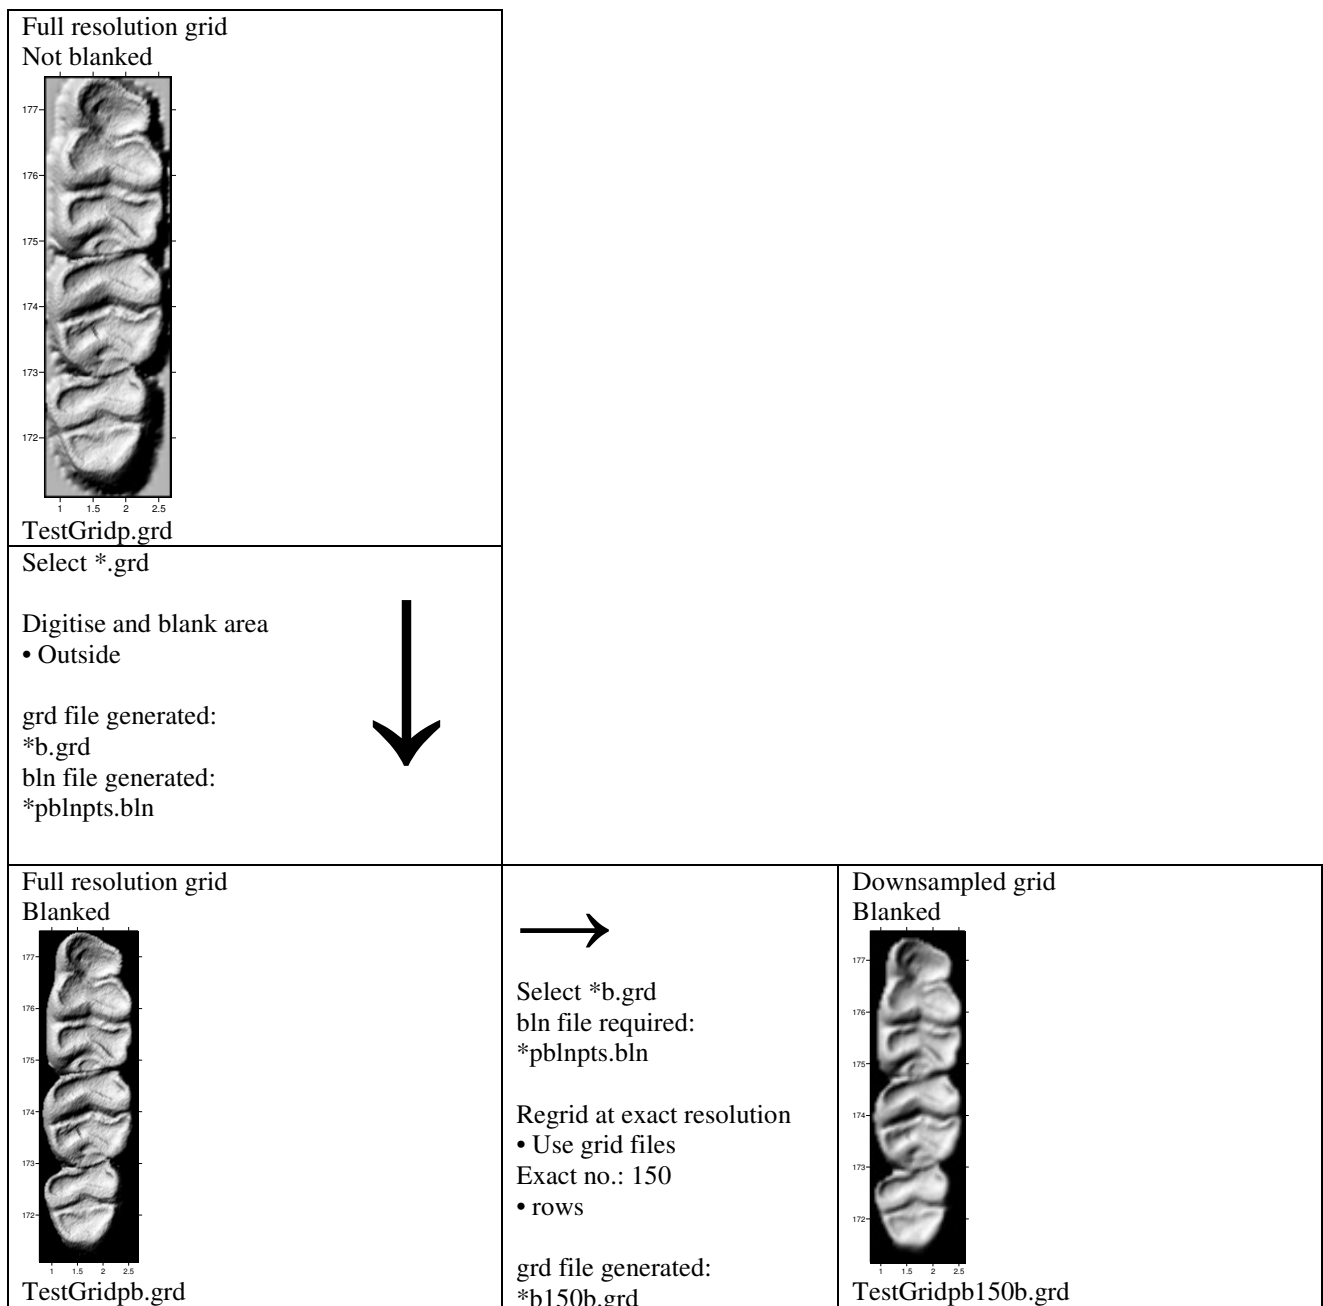 Full resolution grid
Not blanked
177
176
175
174
173
172
1 1.5 2 2.5
TestGridp.grd
Select *.grd
Digitise and blank area
• Outside
grd file generated:
*b.grd
bln file generated:
*pblnpts.bln
Full resolution grid
Blanked
177
176
175
174
173
172
1 1.5 2 2.5
TestGridpb.grd
Select *b.grd
bln file required:
*pblnpts.bln
Regrid at exact resolution
• Use grid files
Exact no.: 150
• rows
grd file generated:
*b150b.grd
Downsampled grid
Blanked
177
176
175
174
173
172
1 1.5 2 2.5
TestGridpb150b.grd